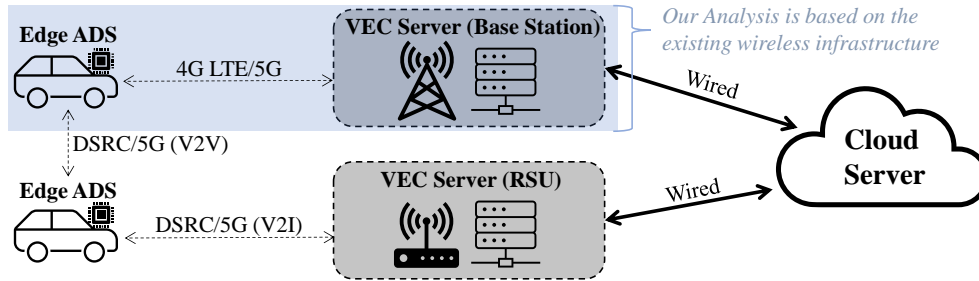 Edge ADS
VEC Server (Base Station)
Our Analysis is based on the
existing wireless infrastructure
4G LTE/5G
Wired
DSRC/5G (V2V)
Cloud
Server
Edge ADS
VEC Server (RSU)
Wired
DSRC/5G (V2I)